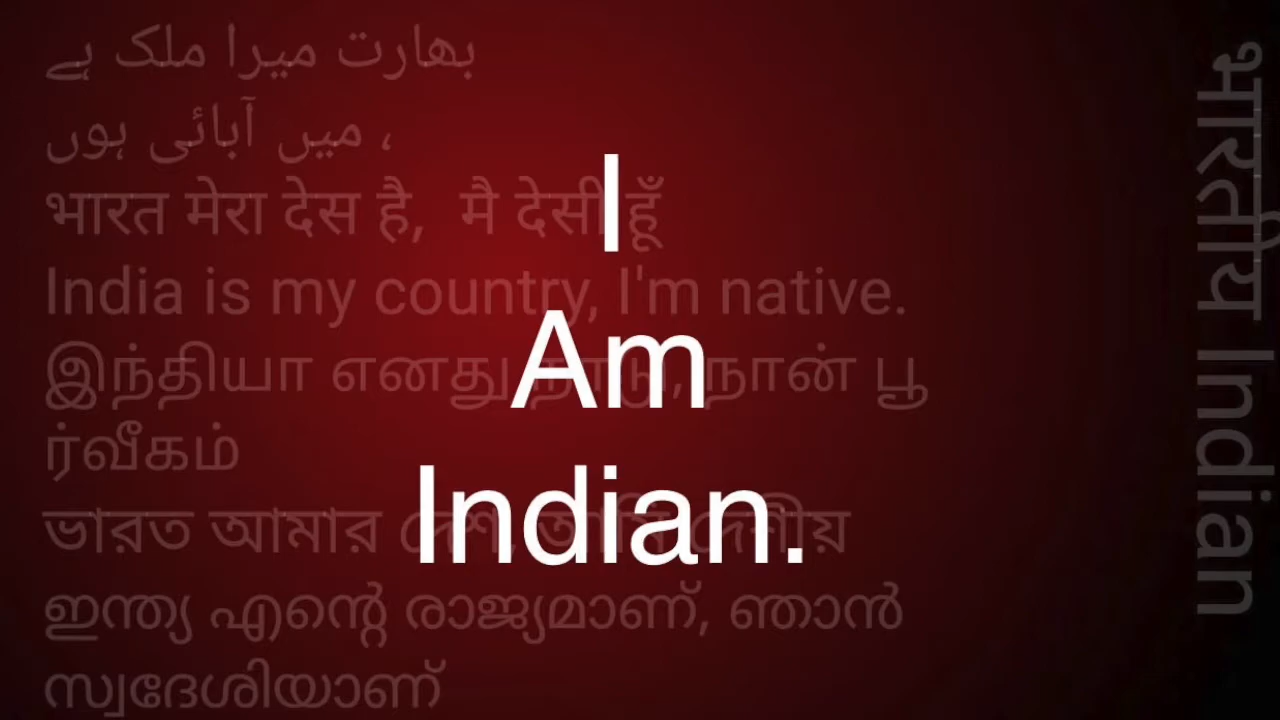 بھارت میرا ملک ہے
میں آبائی ہوں ،
भारत मेरा देस है, मै देसी हूँ
India is my country, I'm native.
இந்தியா எனது நாடு, நான் பூ
ர்வீகம்
ভারত আমার দেশ, আমি দেশীয়
ഇന്ത്യ എന്റെ രാജ്യമാണ്, ഞാൻ
സ്വദേശിയാണ്
I
Am
Indian.
भारतीय Indian